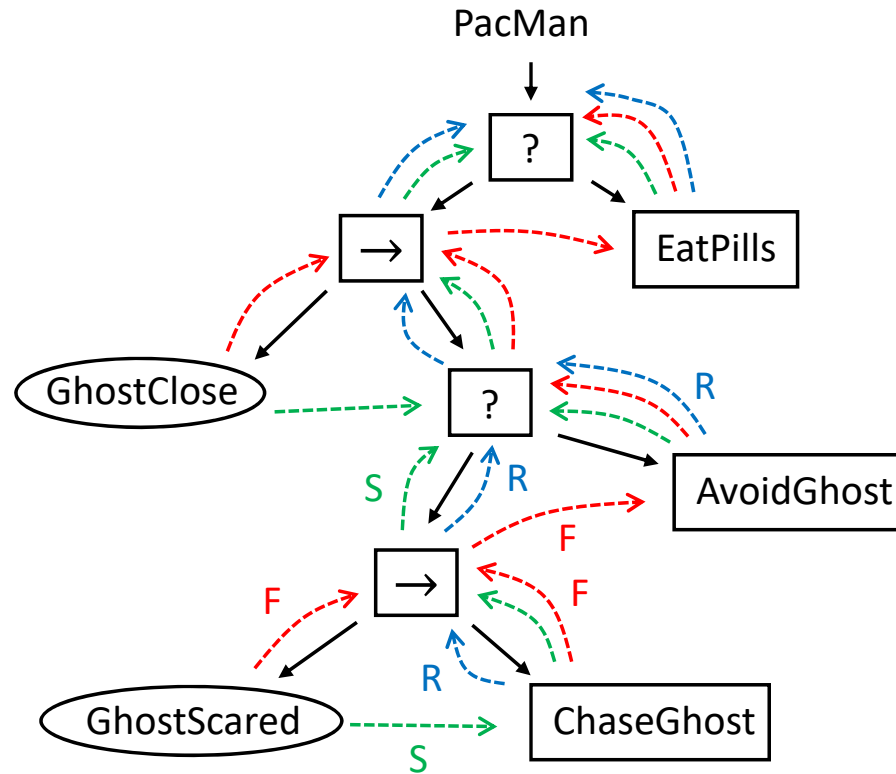 PacMan
?
→
EatPills
GhostClose
?
R
AvoidGhost
S
R
F
→
F
F
R
GhostScared
ChaseGhost
S